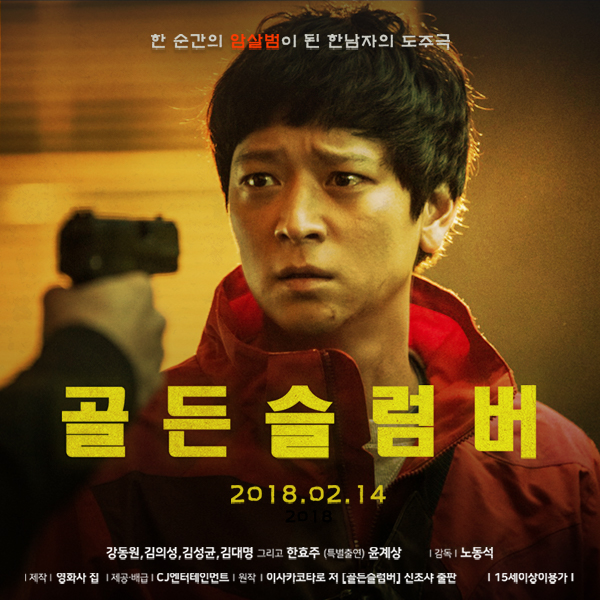 한 순간의 암살범이 된 한남자의 도주극
골든슬럼버
2018.02.14
2018
강동원,김의성,김성균,김대명 그리고 한효주 (특별출연) 윤계상 | 감독 | 노동석
| 제작 | 영화사 집 | 제공·배급 | CJ엔터테인먼트 | 원작 | 이사카코타로 저 [골든슬럼버] 신조샤 출판 | 15세이상이용가 |